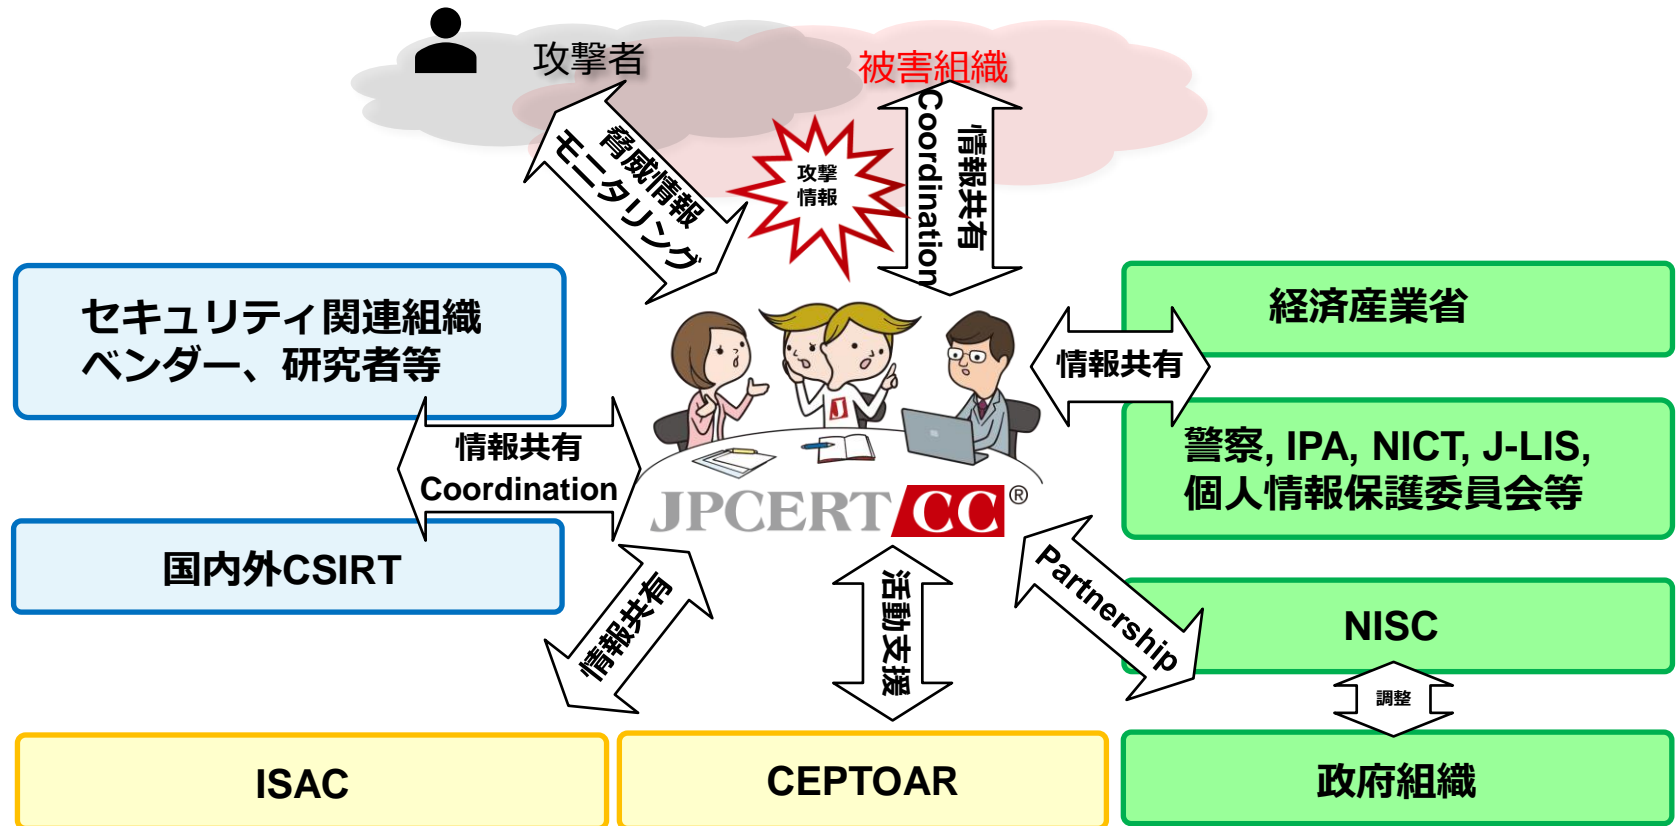 攻撃者
被害組織
脅威情報
モニタリング
攻撃
情報
情報共有
Coordination
セキュリティ関連組織
ベンダー、研究者等
経済産業省
情報共有
J
情報共有
Coordination
警察, IPA, NICT, J-LIS,
個人情報保護委員会等
JPCERT CC®
国内外CSIRT
情報共有
活動支援
Partnership
NISC
調整
ISAC
CEPTOAR
政府組織